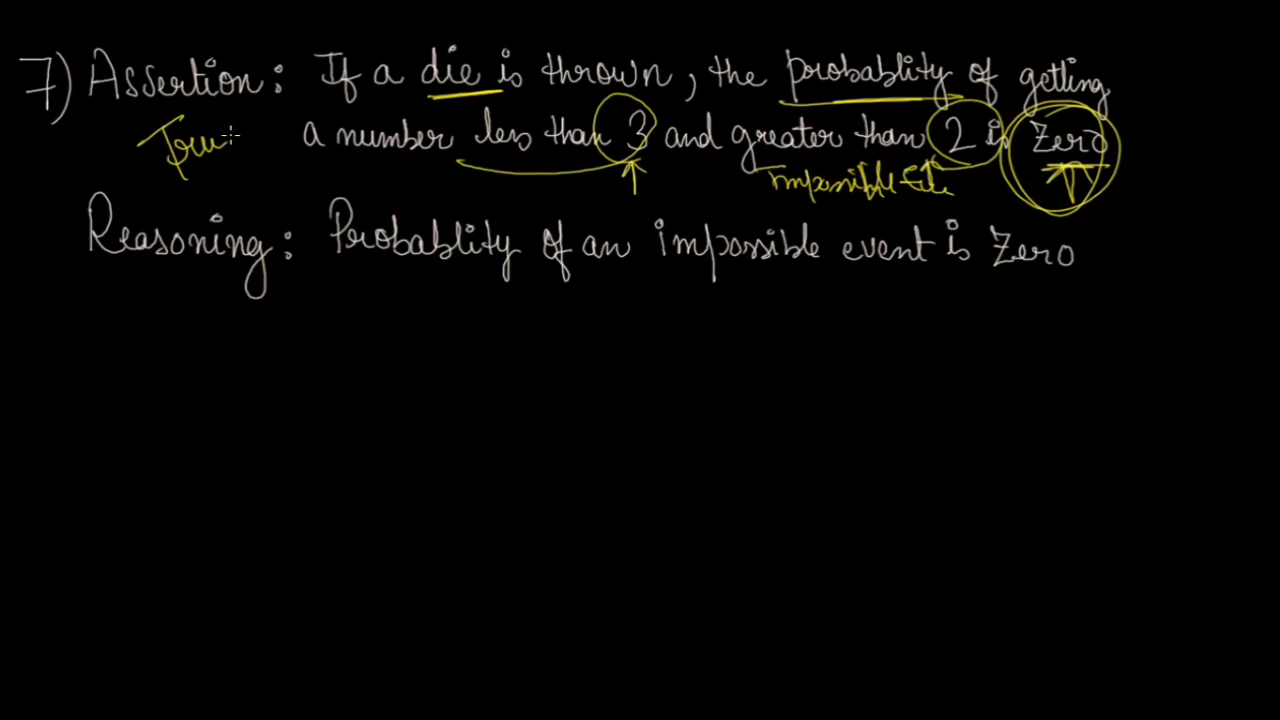 7) Assertion: If a die is thrown, the probablity of getting
a number less than 3 and greater than 2 is Zero
True
impossible
Reasoning: Probablity of an impossible event is Zero